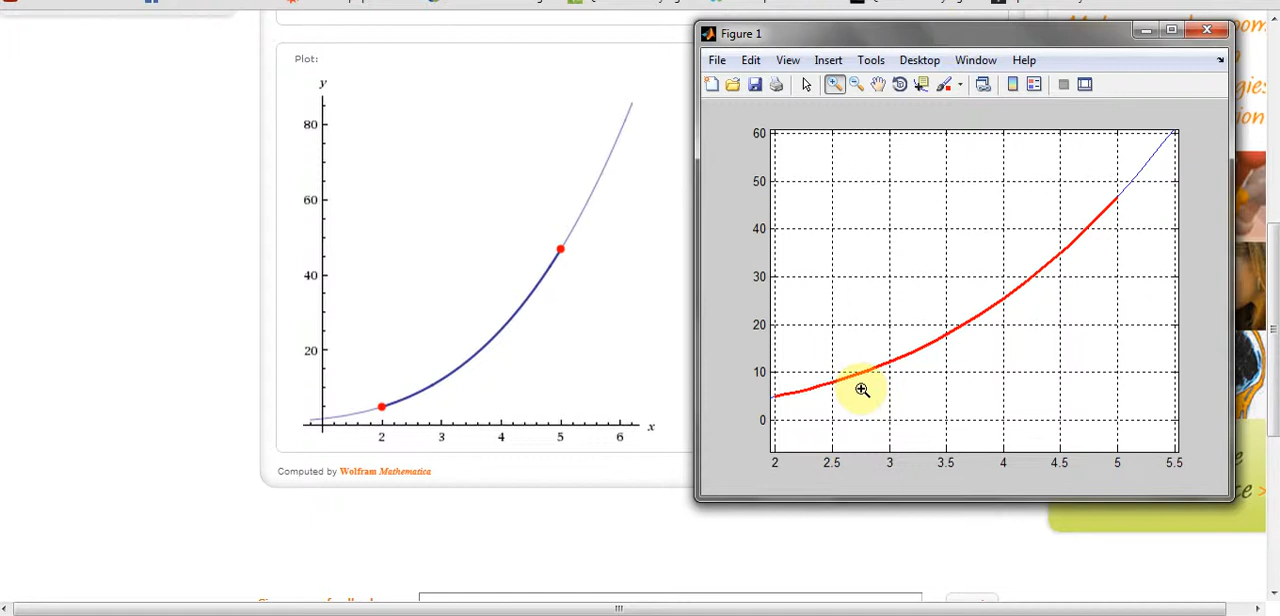 Plot:
y
80
60
40
20
2
3
4
5
6
x
Computed by Wolfram Mathematica
Figure 1
File Edit View Insert Tools Desktop Window Help
60
50
40
30
20
10
0
2 2.5 3 3.5 4 4.5 5 5.5